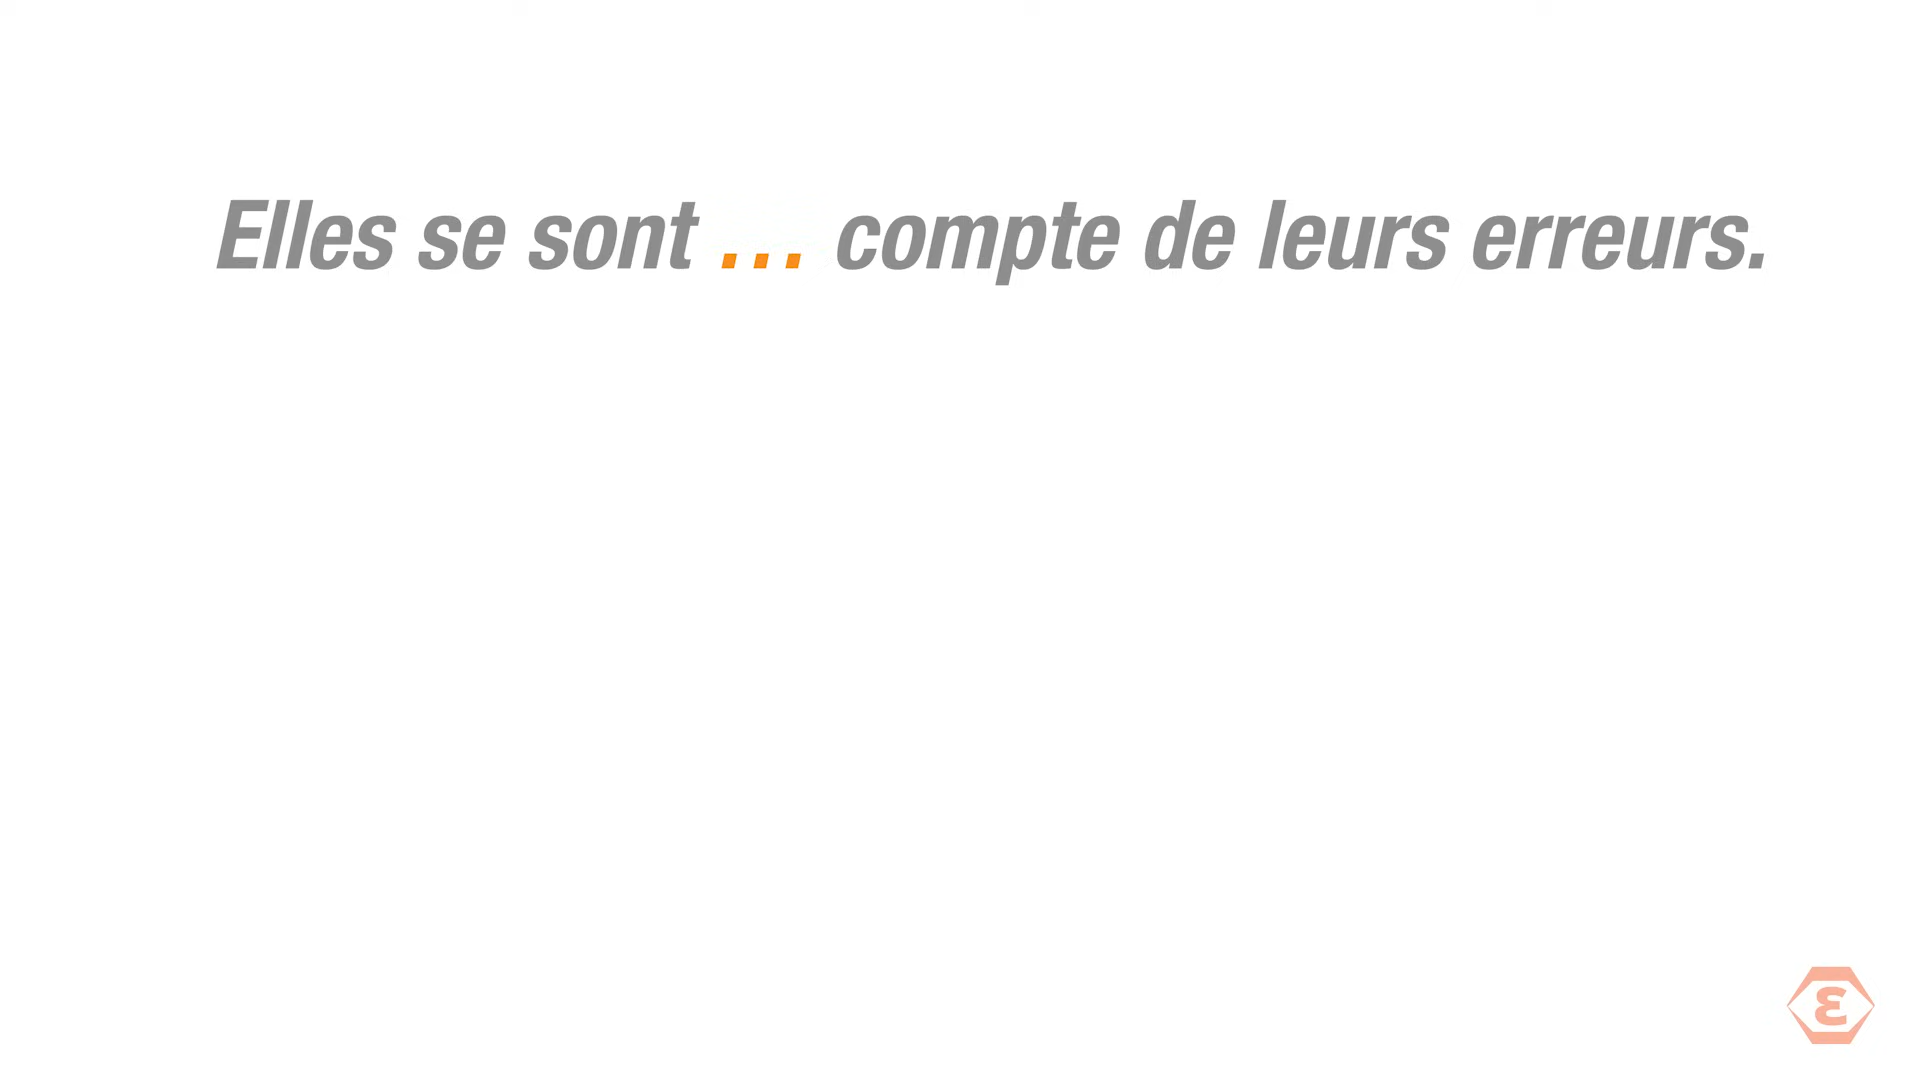 Elles se sont ... compte de leurs erreurs.
ε